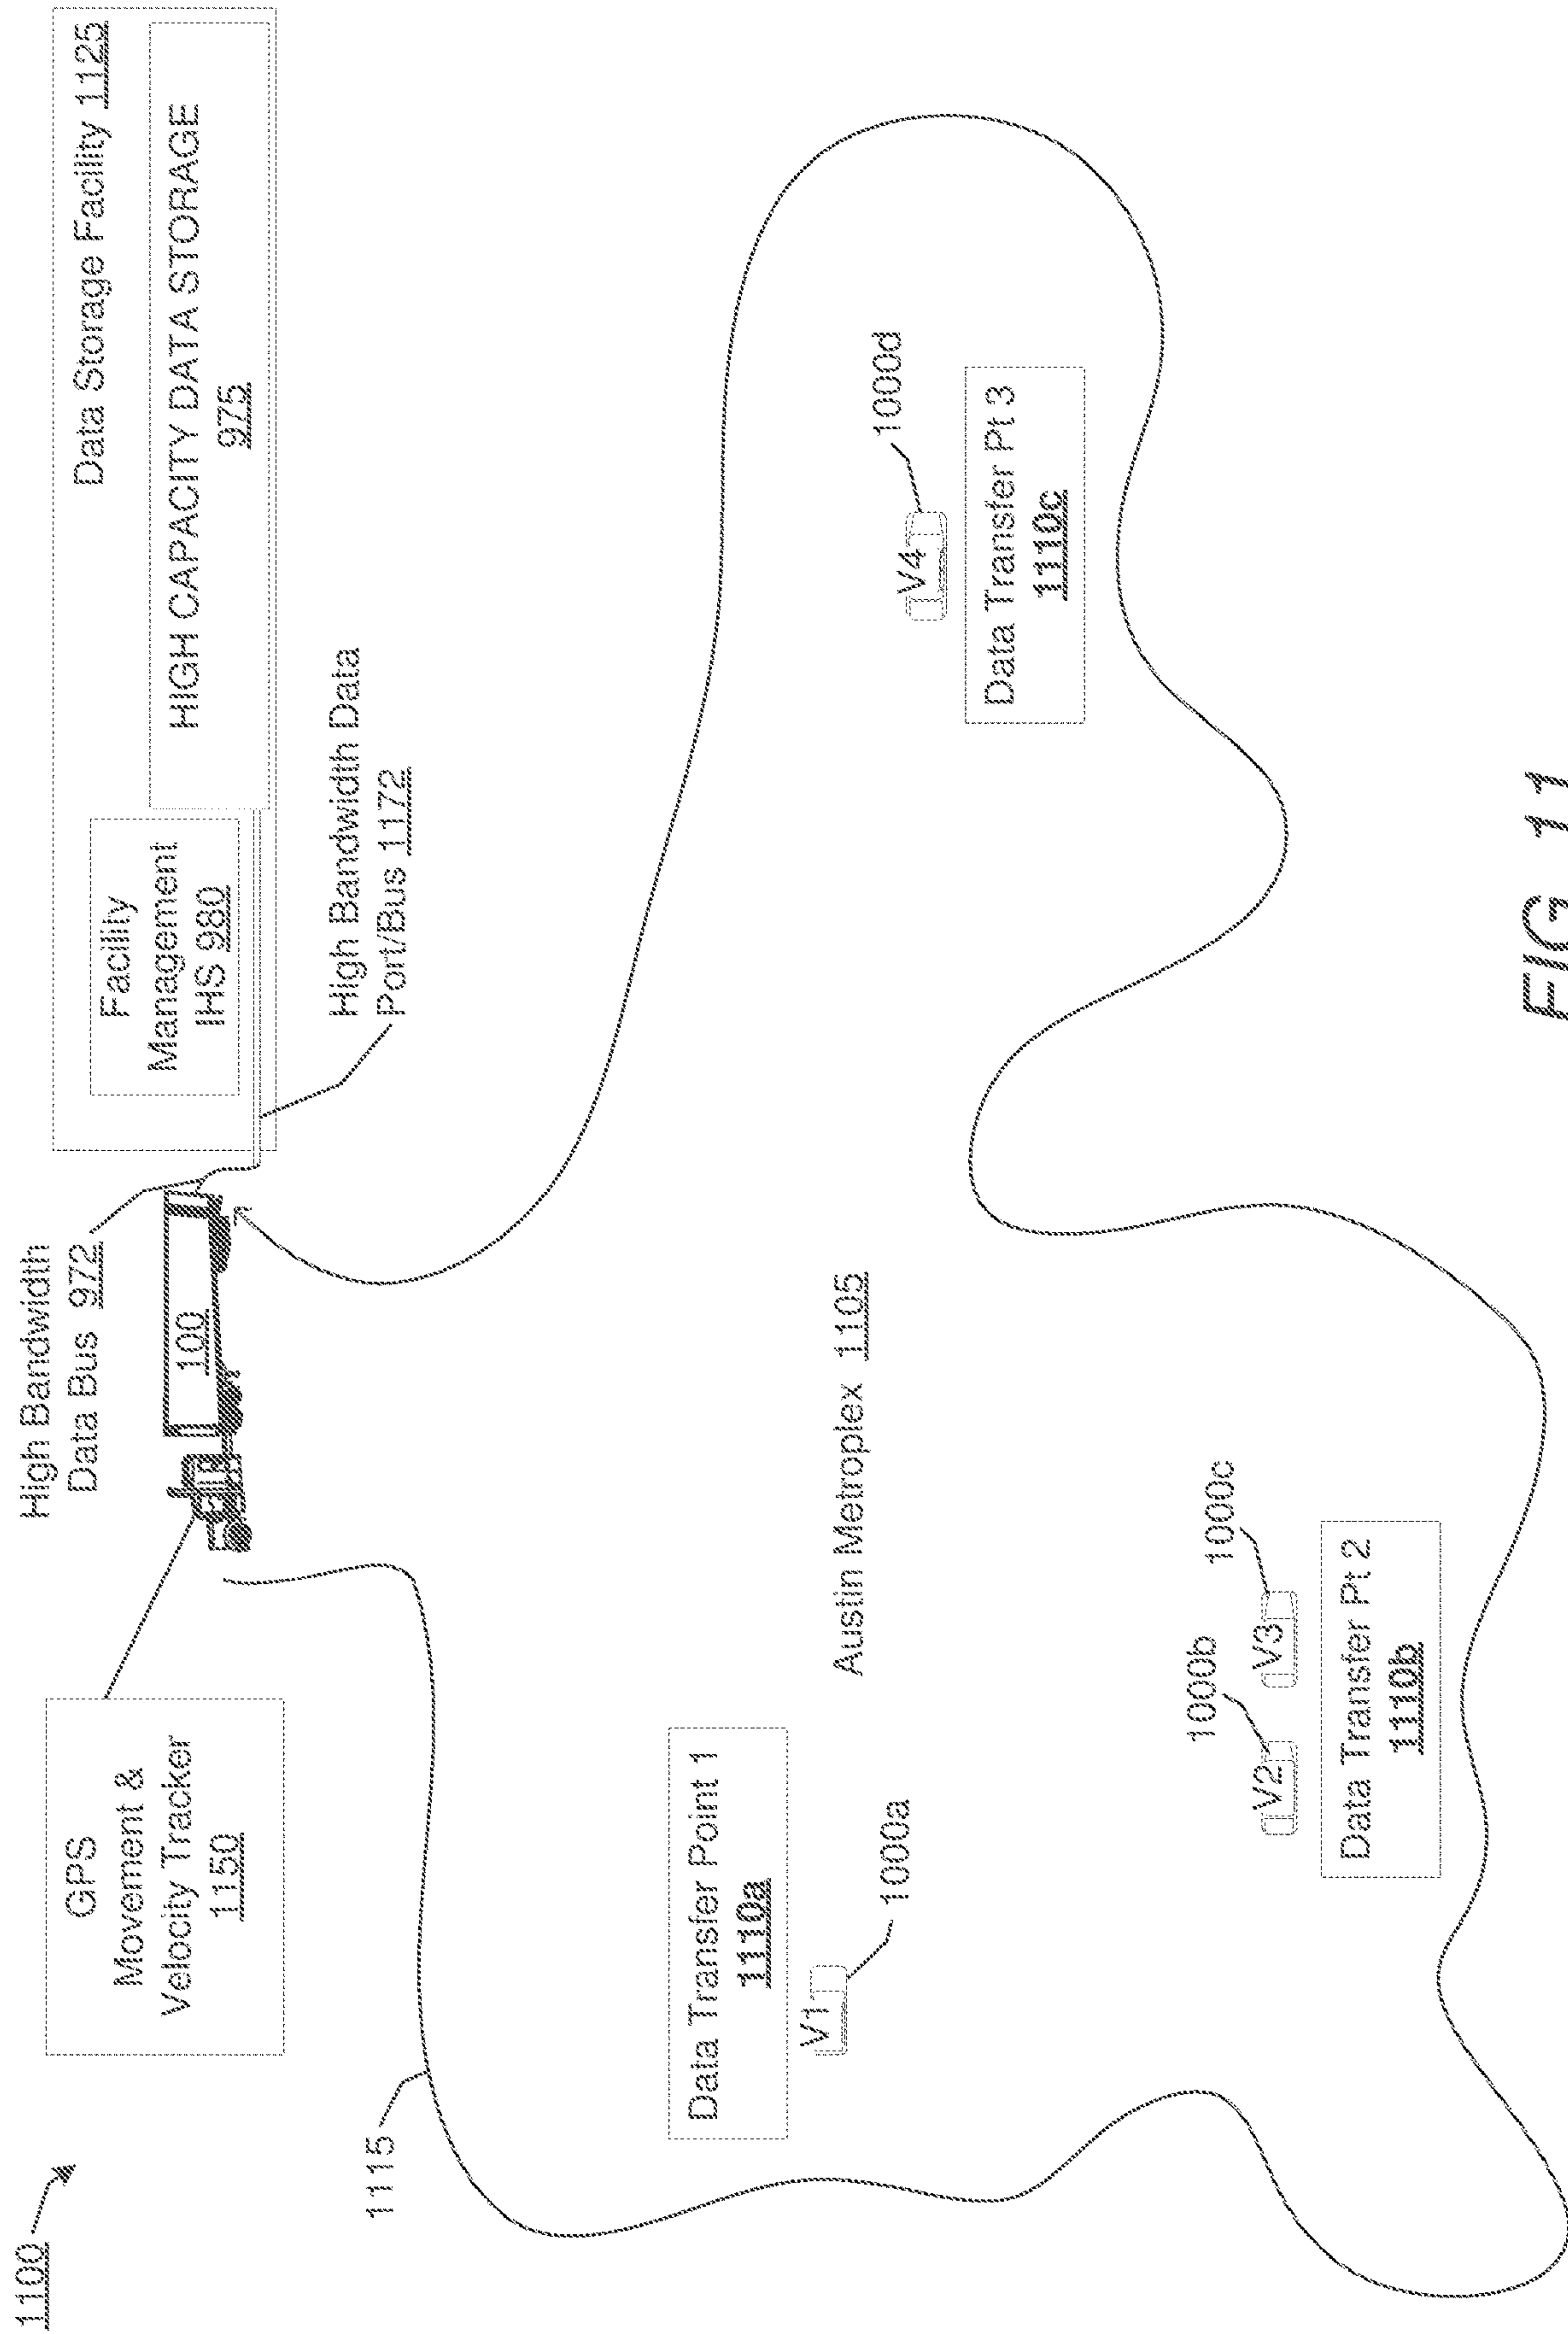 1100
GPS
Movement &
Velocity Tracker
1150
High Bandwidth
Data Bus 972
100
Facility
Management
IHS 980
Data Storage Facility 1125
HIGH CAPACITY DATA STORAGE
975
High Bandwidth Data
Port/Bus 1172
1115
Data Transfer Point 1
1110a
V1
1000a
Austin Metroplex 1105
1000d
V4
Data Transfer Pt 3
1110c
1000b
1000c
V2
V3
Data Transfer Pt 2
1110b
FIG 11